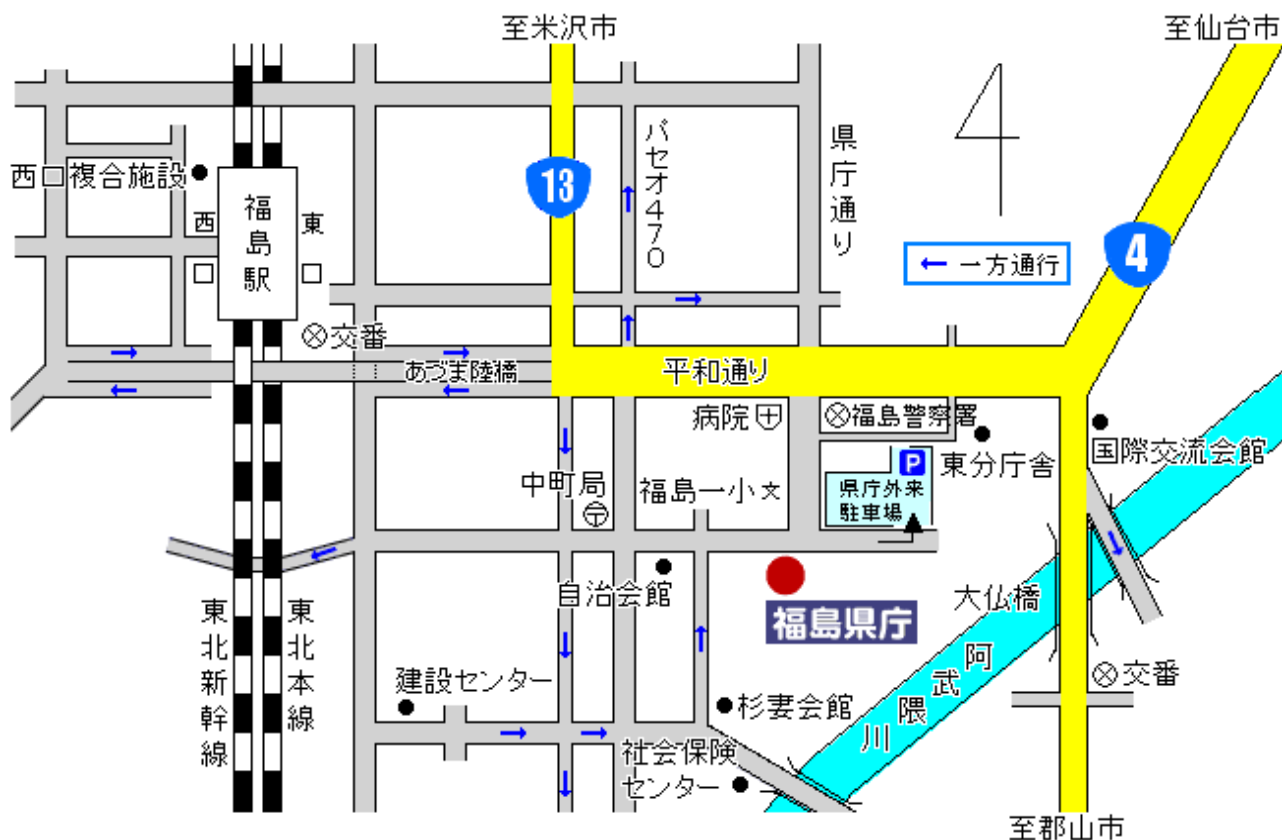 至米沢市
至仙台市
13
パセオ470
県庁通り
西口複合施設
福島駅
西口
東口
4
← 一方通行
交番
あづま陸橋
平和通り
病院
福島警察署
国際交流会館
P
東分庁舎
県庁外来
駐車場
中町局
福島一小
文
自治会館
福島県庁
大仏橋
阿武隈川
東北新幹線
東北本線
建設センター
杉妻会館
交番
社会保険
センター
至郡山市